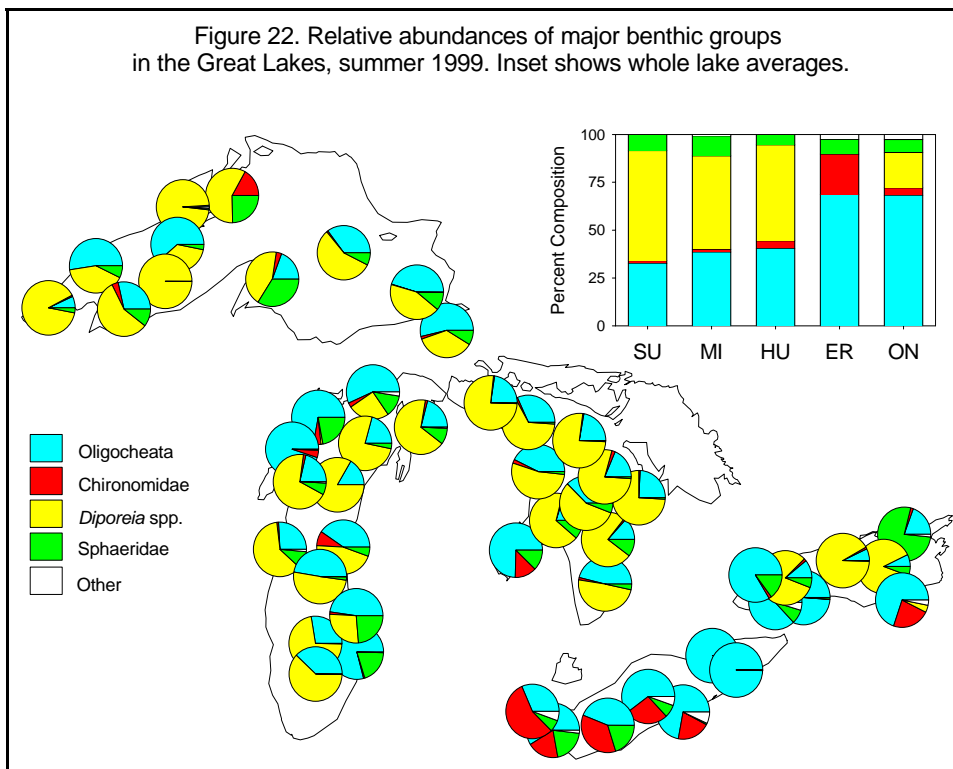 Figure 22. Relative abundances of major benthic groups
in the Great Lakes, summer 1999. Inset shows whole lake averages.
100
75
50
25
0
Percent Composition
SU MI HU ER ON
Oligocheata
Chironomidae
Diporeia spp.
Sphaeridae
Other